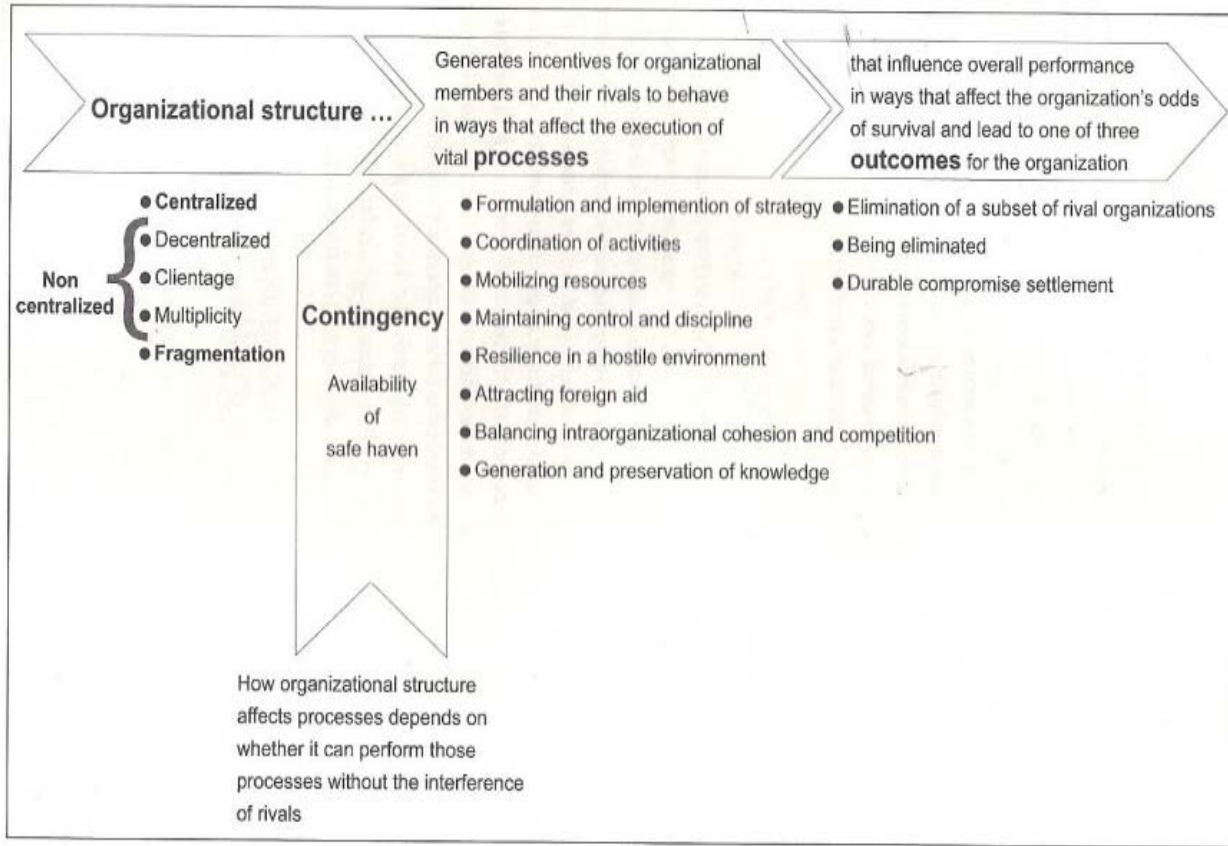 Organizational structure ...
Generates incentives for organizational
members and their rivals to behave
in ways that affect the execution of
vital processes
that influence overall performance
in ways that affect the organization's odds
of survival and lead to one of three
outcomes for the organization
● Centralized
● Decentralized
● Clientage
● Multiplicity
● Fragmentation
Non
centralized
Contingency
Availability
of
safe haven
How organizational structure
affects processes depends on
whether it can perform those
processes without the interference
of rivals
● Formulation and implemention of strategy
● Coordination of activities
● Mobilizing resources
● Maintaining control and discipline
● Resilience in a hostile environment
● Attracting foreign aid
● Balancing intraorganizational cohesion and competition
● Generation and preservation of knowledge
● Elimination of a subset of rival organizations
● Being eliminated
● Durable compromise settlement